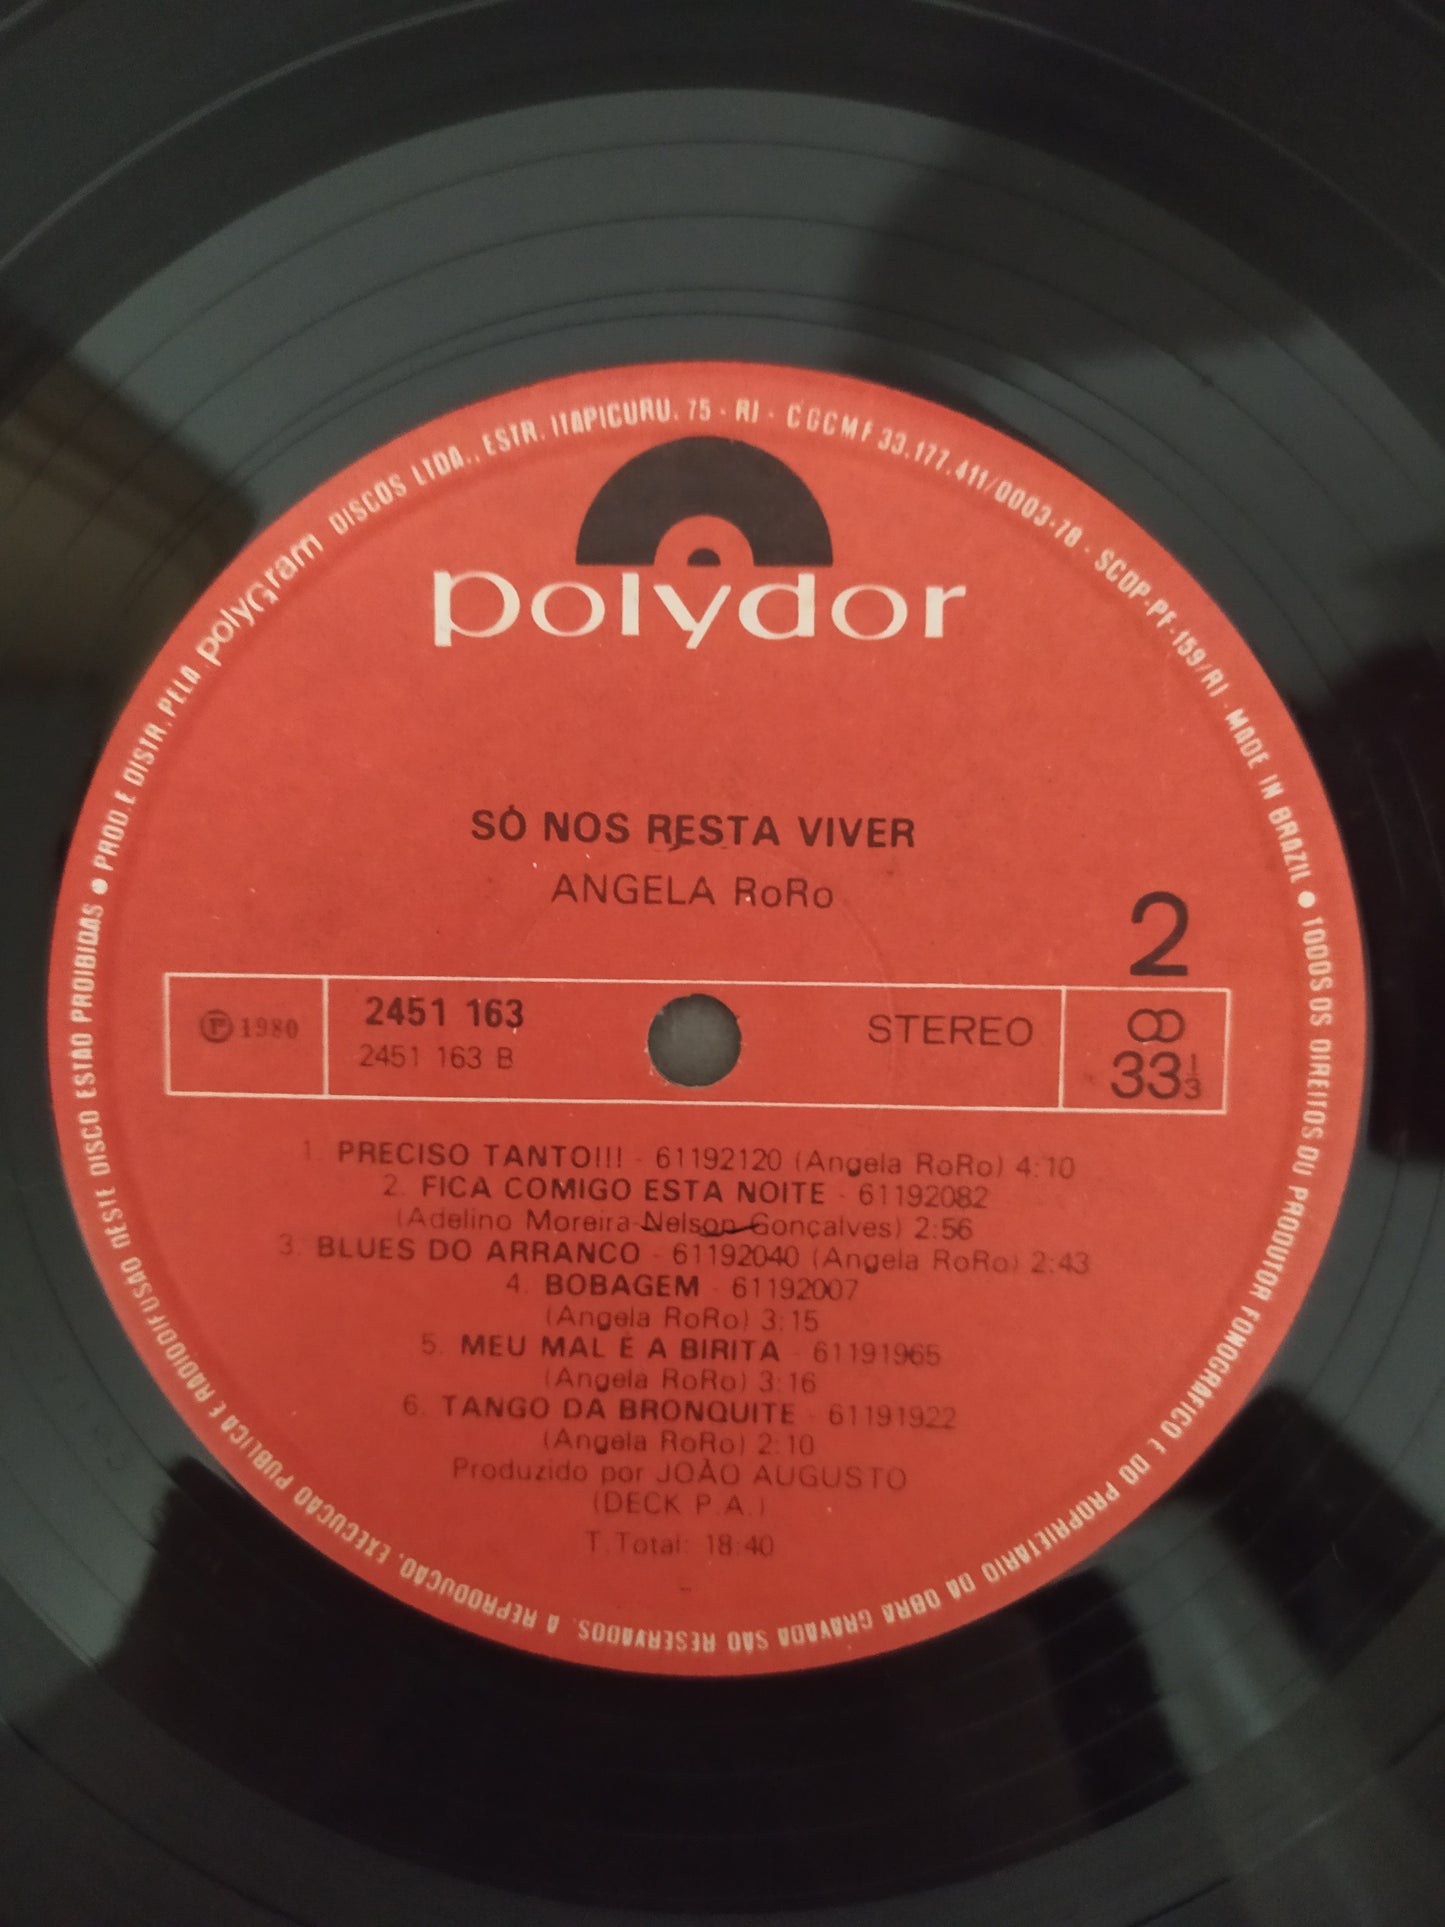 ● PROD.E DISTR.PELA polyGram DISCOS LTDA., ESTR. ITAPICURU, 75 - RJ - CGCMF 33.177.411/0003-78 - SCDP-PF-159/RJ - MADE IN BRAZIL ●
polydor
SÓ NOS RESTA VIVER
ANGELA RoRo
2
℗ 1980
2451 163
2451 163 B
STEREO
33 1/3
1. PRECISO TANTO!!! - 61192120 (Angela RoRo) 4:10
2. FICA COMIGO ESTA NOITE - 61192082
(Adelino Moreira-Nelson Gonçalves) 2:56
3. BLUES DO ARRANCO - 61192040 (Angela RoRo) 2:43
4. BOBAGEM - 61192007
(Angela RoRo) 3:15
5. MEU MAL É A BIRITA - 61191965
(Angela RoRo) 3:16
6. TANGO DA BRONQUITE - 61191922
(Angela RoRo) 2:10
Produzido por JOÃO AUGUSTO
(DECK P.A.)
T.Total: 18:40
TODOS OS DIREITOS DO PRODUTOR FONOGRÁFICO E DO PROPRIETÁRIO DA OBRA GRAVADA SÃO RESERVADOS. A REPRODUÇÃO, EXECUÇÃO PÚBLICA E RADIODIFUSÃO DESTE DISCO ESTÃO PROIBIDAS